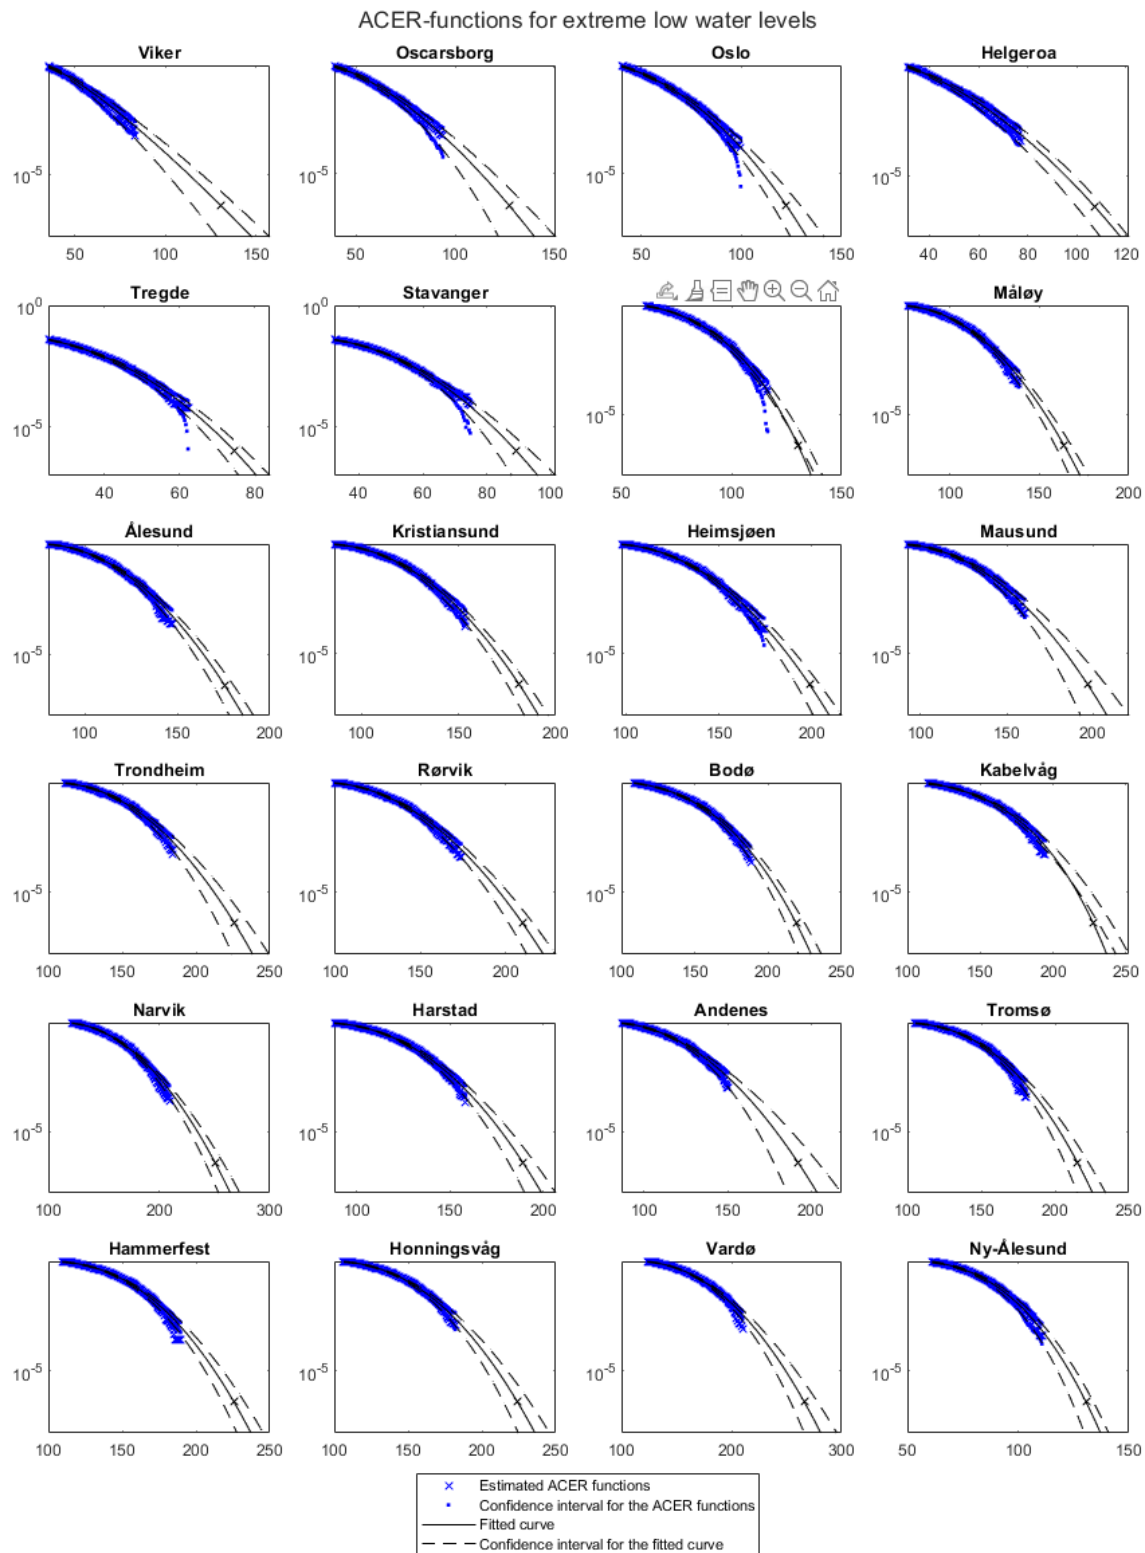 ACER-functions for extreme low water levels
Viker Oscarsborg Oslo Helgeroa
10^-5 10^-5 10^-5 10^-5
50 100 150 50 100 150 50 100 150 40 60 80 100 120
Tregde Stavanger Måløy
10^0 10^0
10^-5 10^-5 10^-5 10^-5
40 60 80 40 60 80 100 50 100 150 100 150 200
Ålesund Kristiansund Heimsjøen Mausund
10^-5 10^-5 10^-5 10^-5
100 150 200 100 150 200 100 150 200 100 150 200
Trondheim Rørvik Bodø Kabelvåg
10^-5 10^-5 10^-5 10^-5
100 150 200 250 100 150 200 100 150 200 250 100 150 200 250
Narvik Harstad Andenes Tromsø
10^-5 10^-5 10^-5 10^-5
100 200 300 100 150 200 100 150 200 100 150 200 250
Hammerfest Honningsvåg Vardø Ny-Ålesund
10^-5 10^-5 10^-5 10^-5
100 150 200 250 100 150 200 250 100 200 300 50 100 150
Estimated ACER functions
Confidence interval for the ACER functions
Fitted curve
Confidence interval for the fitted curve